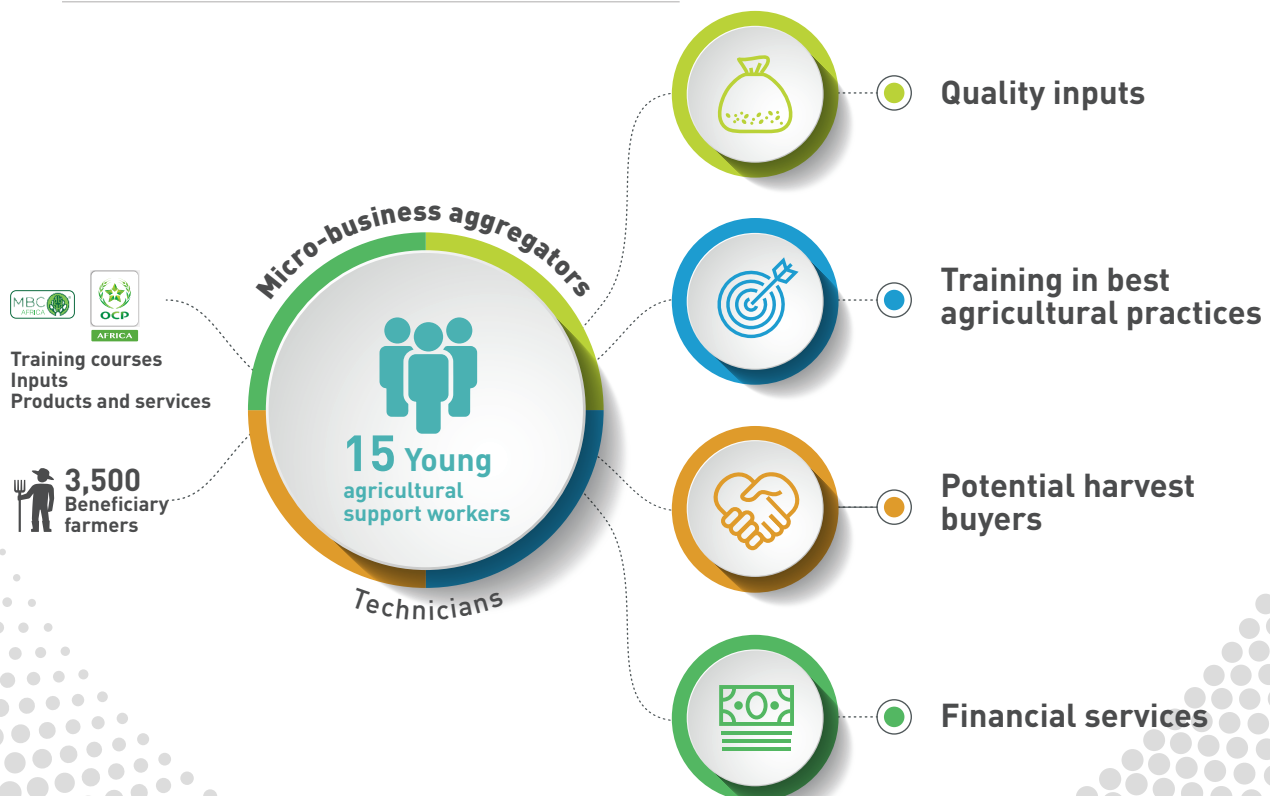 Quality inputs
Micro-business aggregators
MBC
AFRICA
OCP
AFRICA
Training courses
Inputs
Products and services
Training in best
agricultural practices
15 Young
agricultural
support workers
3,500
Beneficiary
farmers
Potential harvest
buyers
Technicians
Financial services